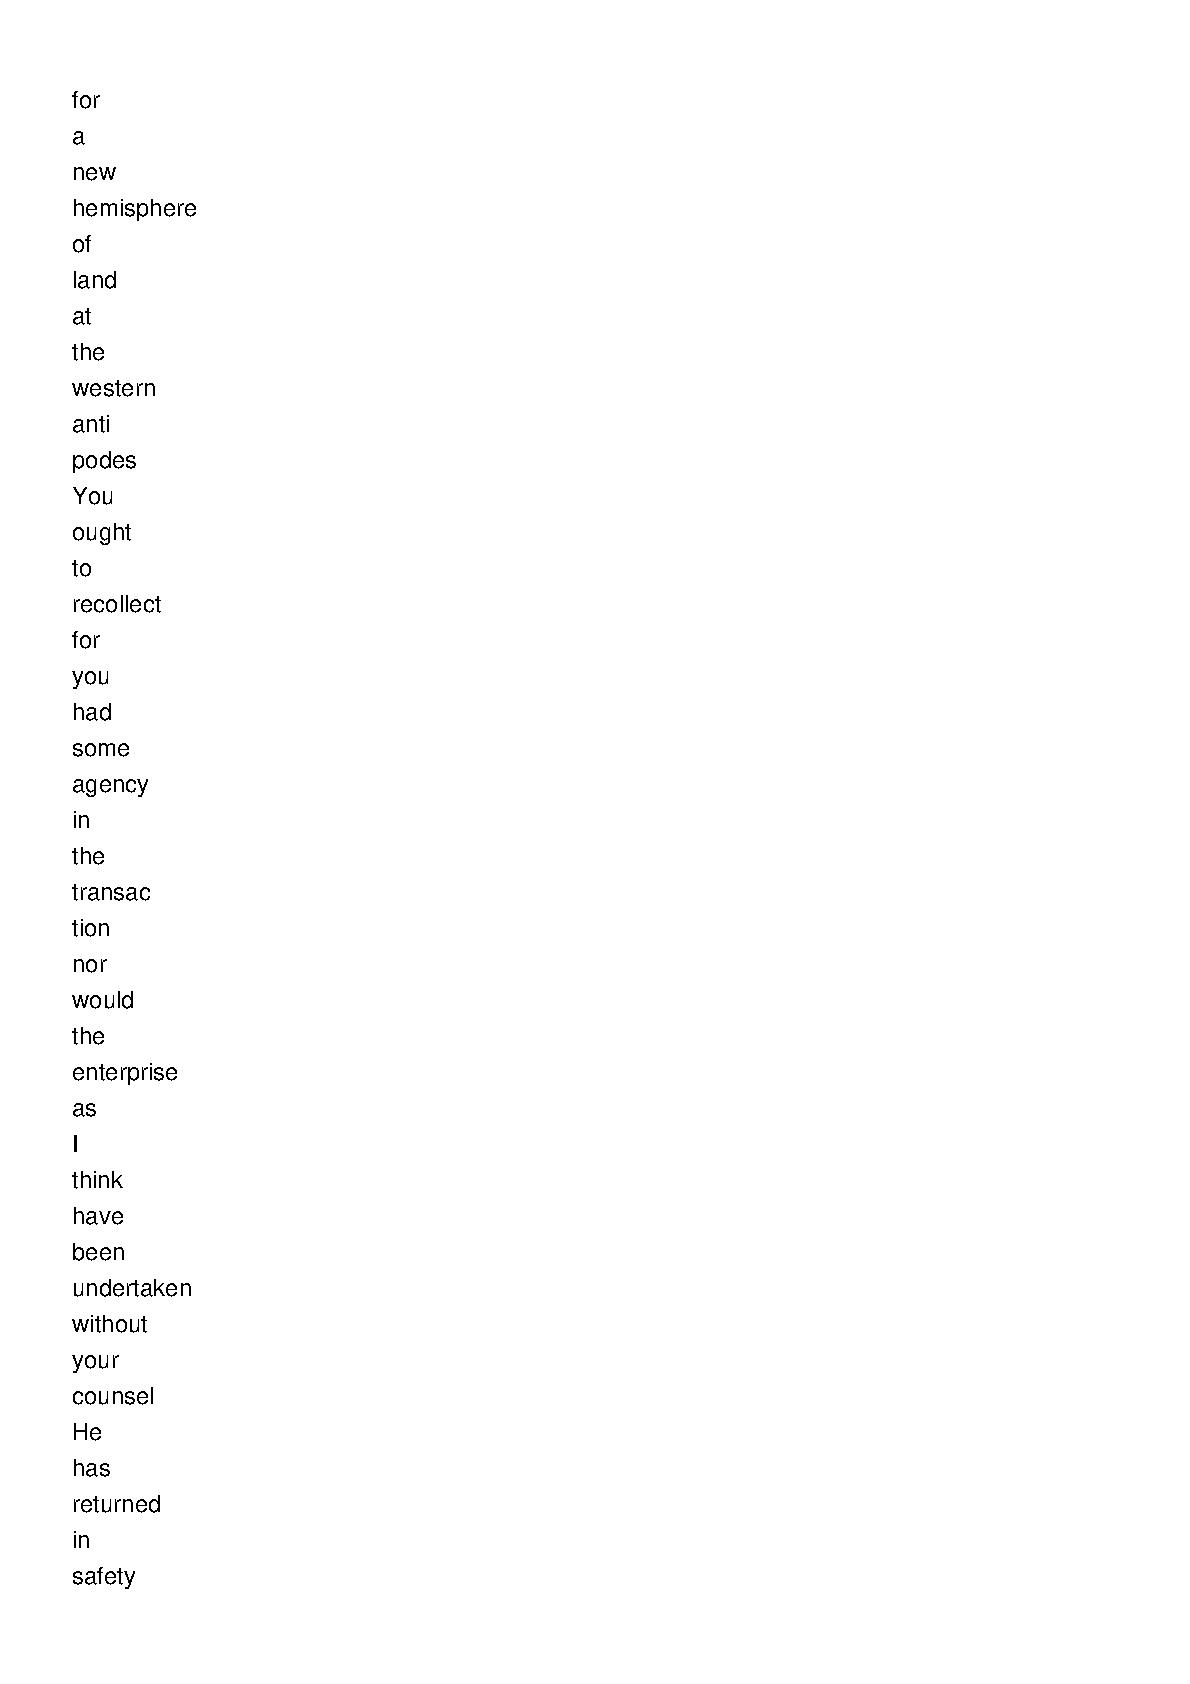 for
a
new
hemisphere
of
land
at
the
western
anti
podes
You
ought
to
recollect
for
you
had
some
agency
in
the
transac
tion
nor
would
the
enterprise
as
I
think
have
been
undertaken
without
your
counsel
He
has
returned
in
safety